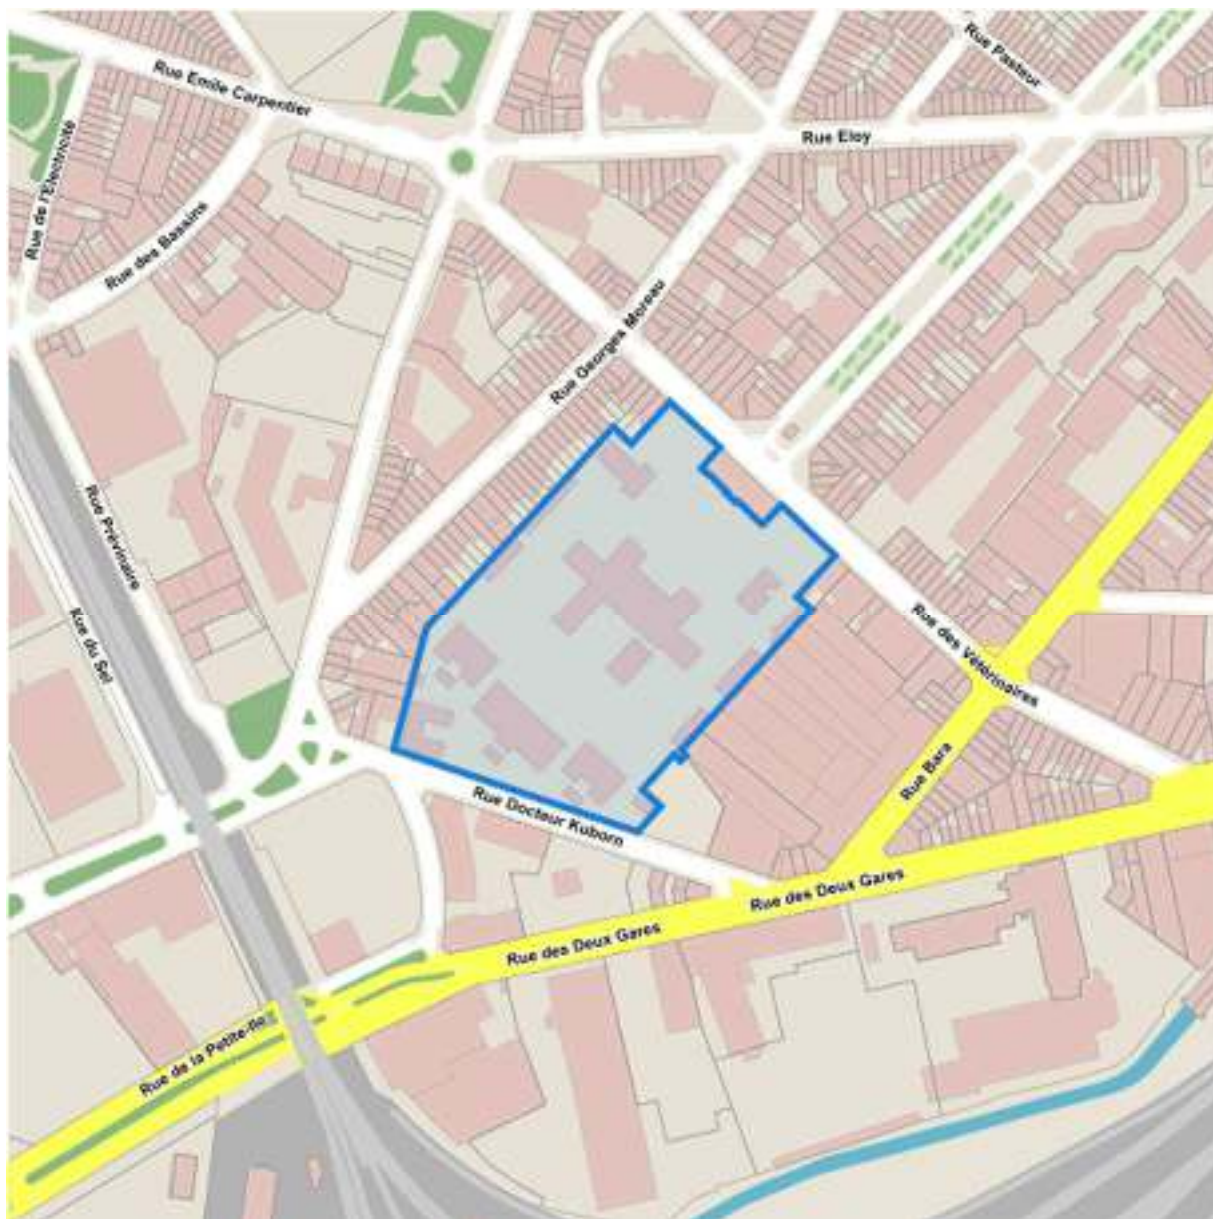 Rue Pasteur
Rue Emile Carpentier
Rue Eloy
Rue de l'Electricité
Rue des Bassins
Rue Georges Moreau
Rue Prévinaire
Rue du Sel
Rue des Vétérinaires
Rue Bara
Rue Docteur Kuborn
Rue des Deux Gares
Rue des Deux Gares
Rue de la Petite-Ile